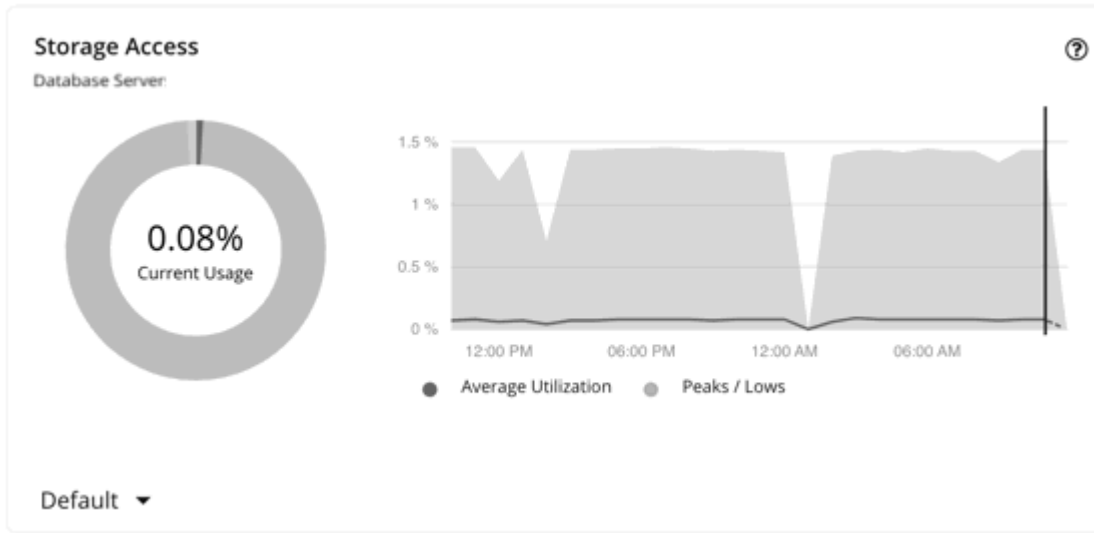 Storage Access
Database Server
0.08%
Current Usage
1.5 %
1 %
0.5 %
0 %
12:00 PM 06:00 PM 12:00 AM 06:00 AM
Average Utilization Peaks / Lows
Default